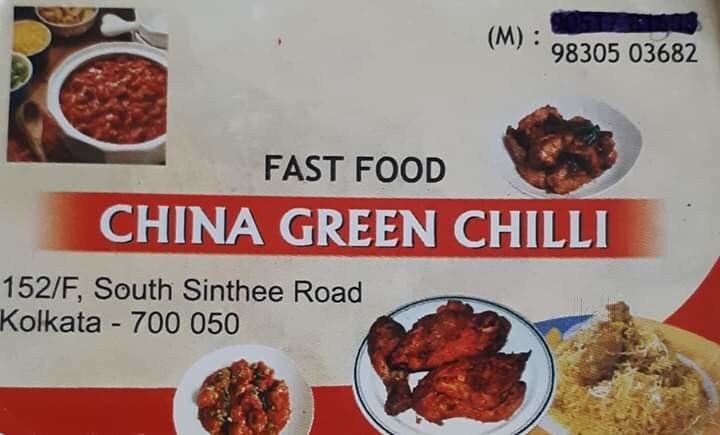 (M) :
98305 03682
FAST FOOD
CHINA GREEN CHILLI
152/F, South Sinthee Road
Kolkata - 700 050